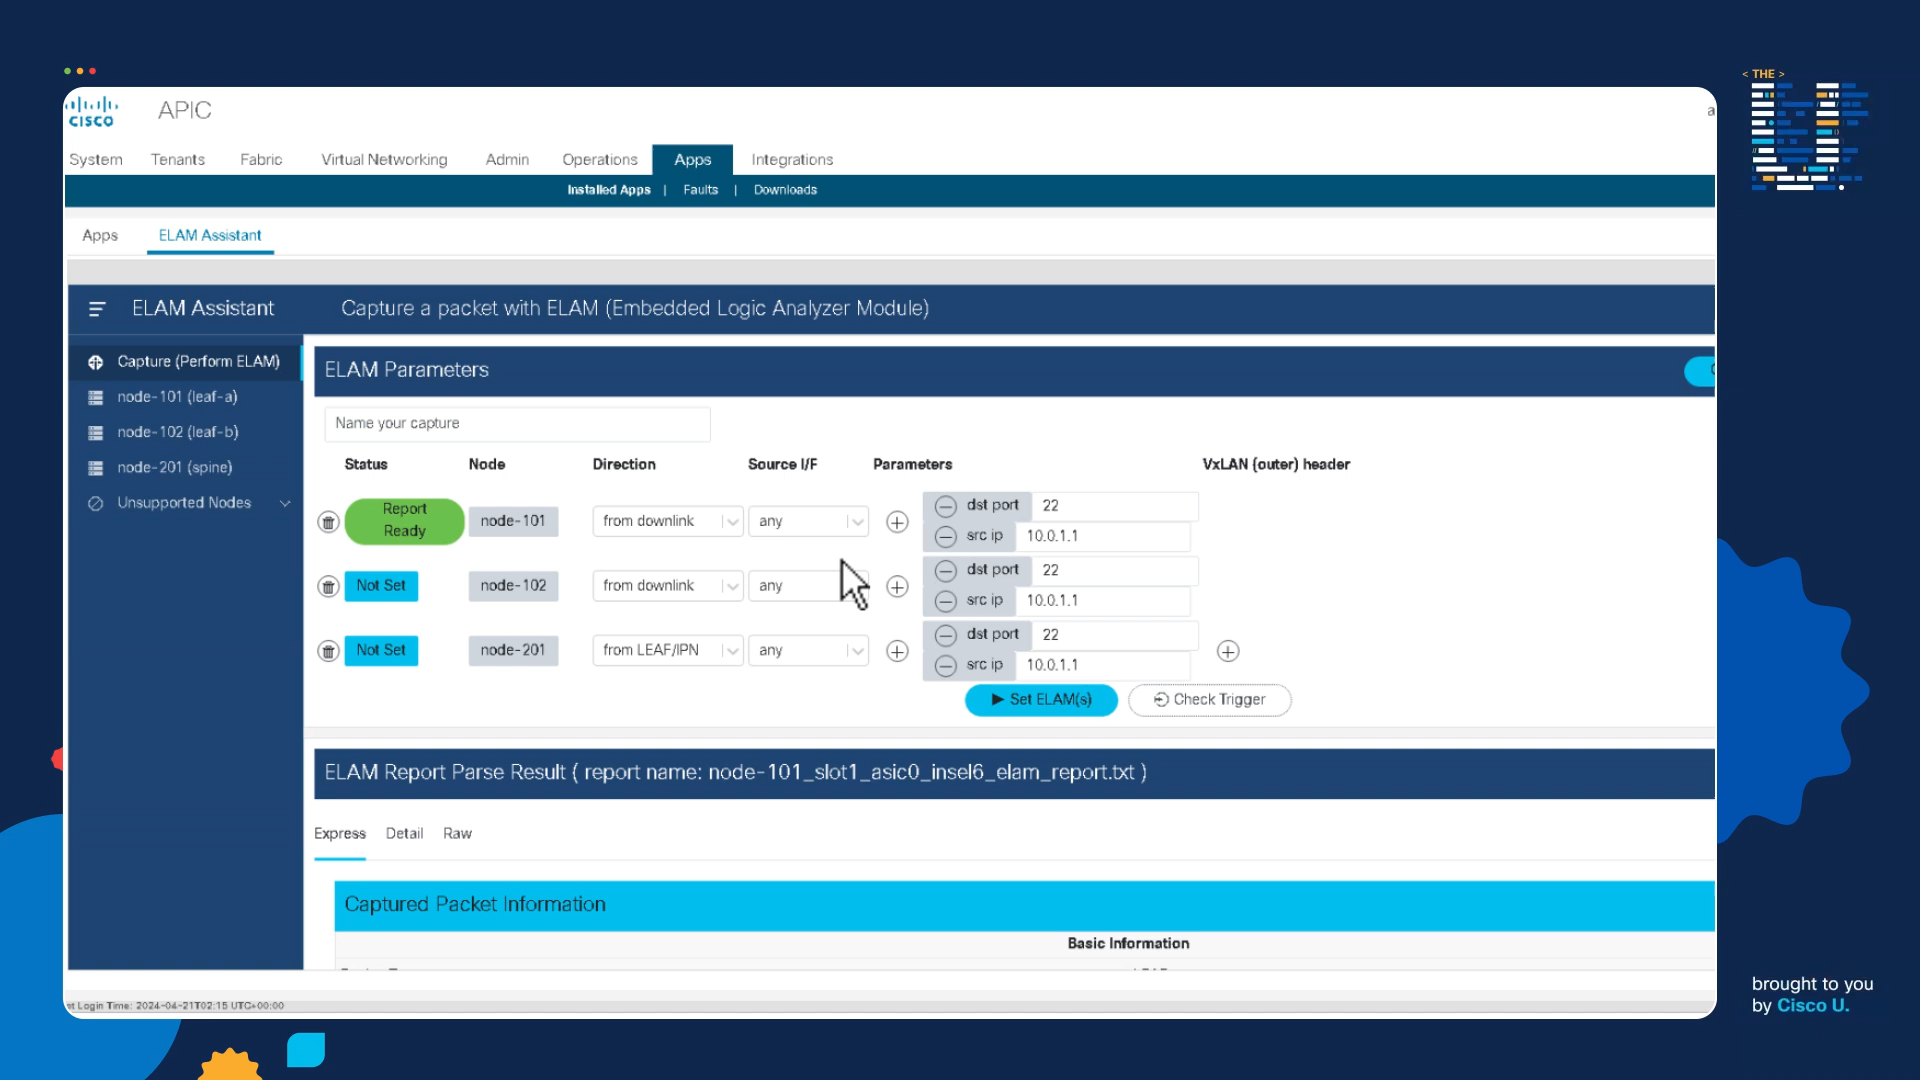 < THE >
CISCO
APIC
a
System Tenants Fabric Virtual Networking Admin Operations Apps Integrations
Installed Apps | Faults | Downloads
Apps ELAM Assistant
ELAM Assistant
Capture a packet with ELAM (Embedded Logic Analyzer Module)
Capture (Perform ELAM)
node-101 (leaf-a)
node-102 (leaf-b)
node-201 (spine)
Unsupported Nodes
ELAM Parameters
Name your capture
Status Node Direction Source I/F Parameters VxLAN (outer) header
Report Ready node-101 from downlink any dst port 22
src ip 10.0.1.1
Not Set node-102 from downlink any dst port 22
src ip 10.0.1.1
Not Set node-201 from LEAF/IPN any dst port 22
src ip 10.0.1.1
Set ELAM(s) Check Trigger
ELAM Report Parse Result ( report name: node-101_slot1_asic0_insel6_elam_report.txt )
Express Detail Raw
Captured Packet Information
Basic Information
Login Time: 2024-04-21T02:15 UTC+00:00
brought to you
by Cisco U.